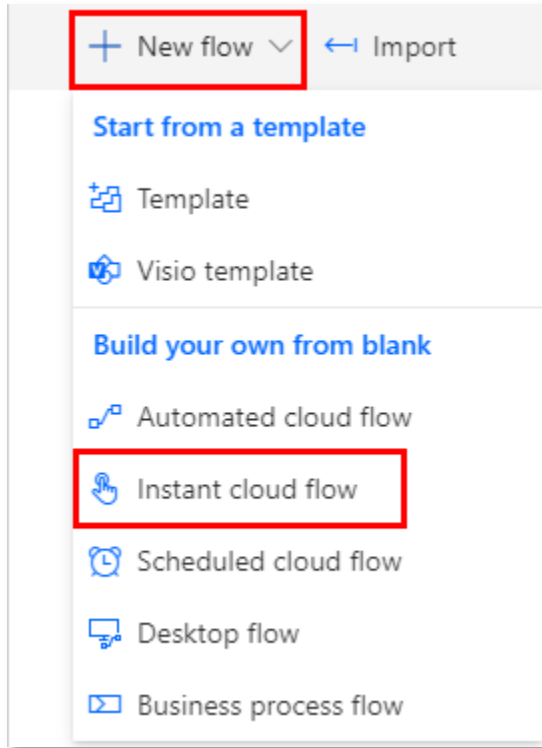 New flow Import
Start from a template
Template
Visio template
Build your own from blank
Automated cloud flow
Instant cloud flow
Scheduled cloud flow
Desktop flow
Business process flow